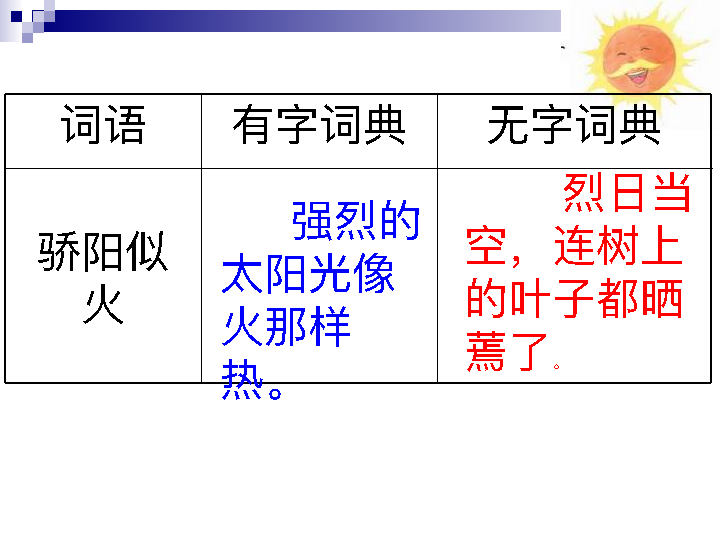 词语
有字词典
无字词典
骄阳似
火
强烈的
太阳光像
火那样
热。
烈日当
空，连树上
的叶子都晒
蔫了。